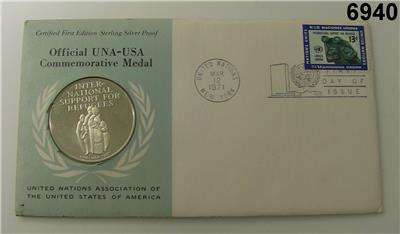 6940
Certified First Edition Sterling Silver Proof
Official UNA-USA
Commemorative Medal
INTER-
NATIONAL
SUPPORT FOR
REFUGEES
UNITED NATIONS ASSOCIATION OF
THE UNITED STATES OF AMERICA
UNITED NATIONS
MAR
12
1971
NEW YORK
13c
FIRST
DAY OF
ISSUE